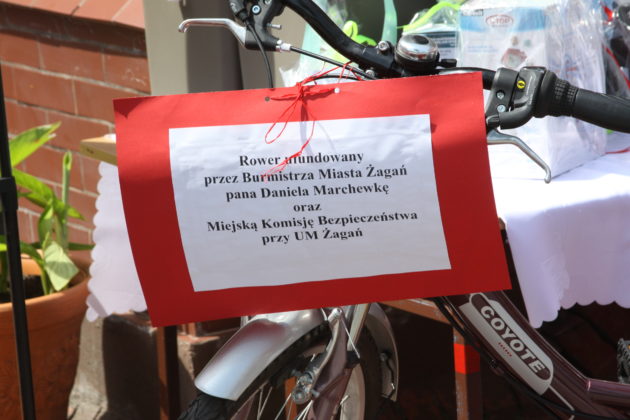 Rower ufundowany
przez Burmistrza Miasta Żagań
pana Daniela Marchewkę
oraz
Miejską Komisję Bezpieczeństwa
przy UM Żagań
COYOTE